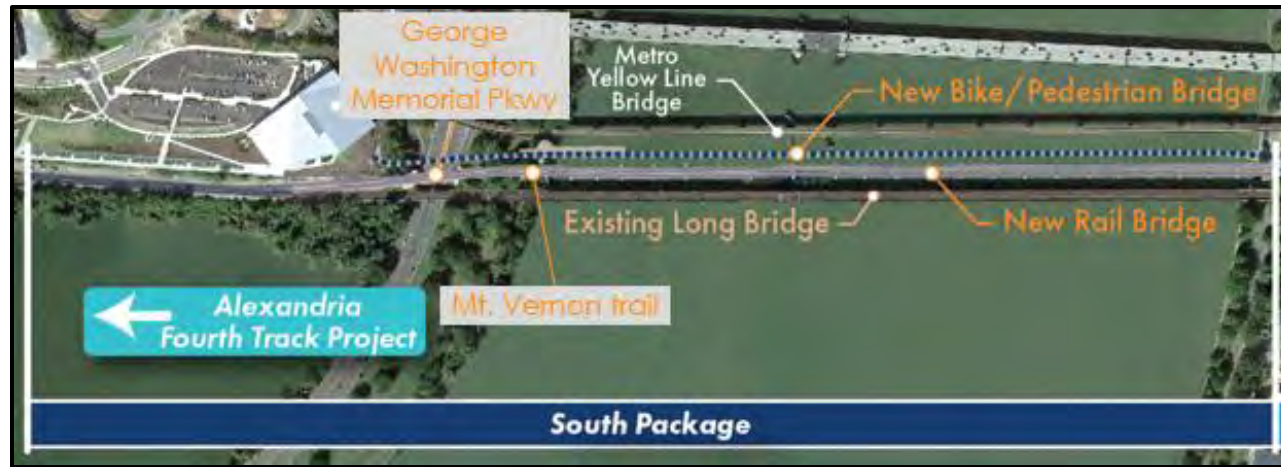 George
Washington
Memorial Pkwy
Metro
Yellow Line
Bridge
New Bike/Pedestrian Bridge
Existing Long Bridge
New Rail Bridge
Mt. Vernon trail
Alexandria
Fourth Track Project
South Package